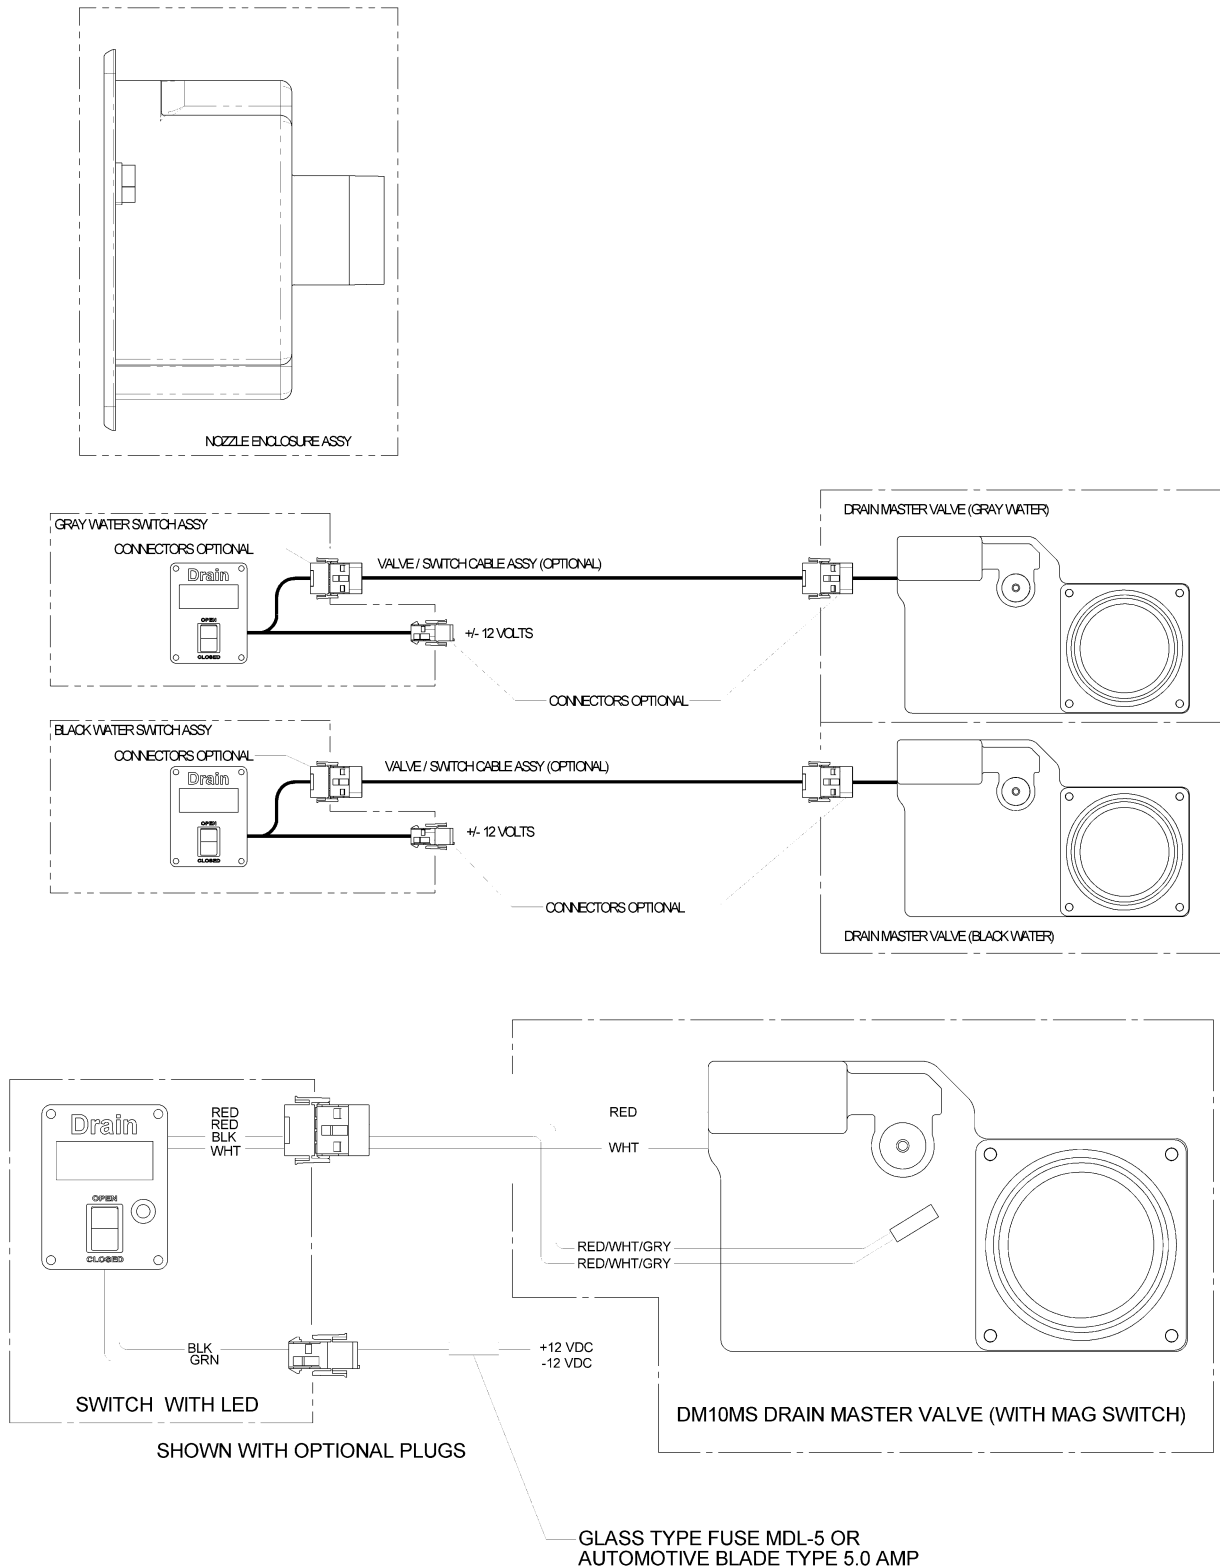 NOZZLE ENCLOSURE ASSY
GRAY WATER SWITCH ASSY
CONNECTORS OPTIONAL
Drain
OPEN
CLOSED
VALVE / SWITCH CABLE ASSY (OPTIONAL)
+/- 12 VOLTS
CONNECTORS OPTIONAL
DRAIN MASTER VALVE (GRAY WATER)
BLACK WATER SWITCH ASSY
CONNECTORS OPTIONAL
Drain
OPEN
CLOSED
VALVE / SWITCH CABLE ASSY (OPTIONAL)
+/- 12 VOLTS
CONNECTORS OPTIONAL
DRAIN MASTER VALVE (BLACK WATER)
Drain
OPEN
CLOSED
RED
RED
BLK
WHT
RED
WHT
RED/WHT/GRY
RED/WHT/GRY
BLK
GRN
+12 VDC
-12 VDC
SWITCH WITH LED
DM10MS DRAIN MASTER VALVE (WITH MAG SWITCH)
SHOWN WITH OPTIONAL PLUGS
GLASS TYPE FUSE MDL-5 OR
AUTOMOTIVE BLADE TYPE 5.0 AMP